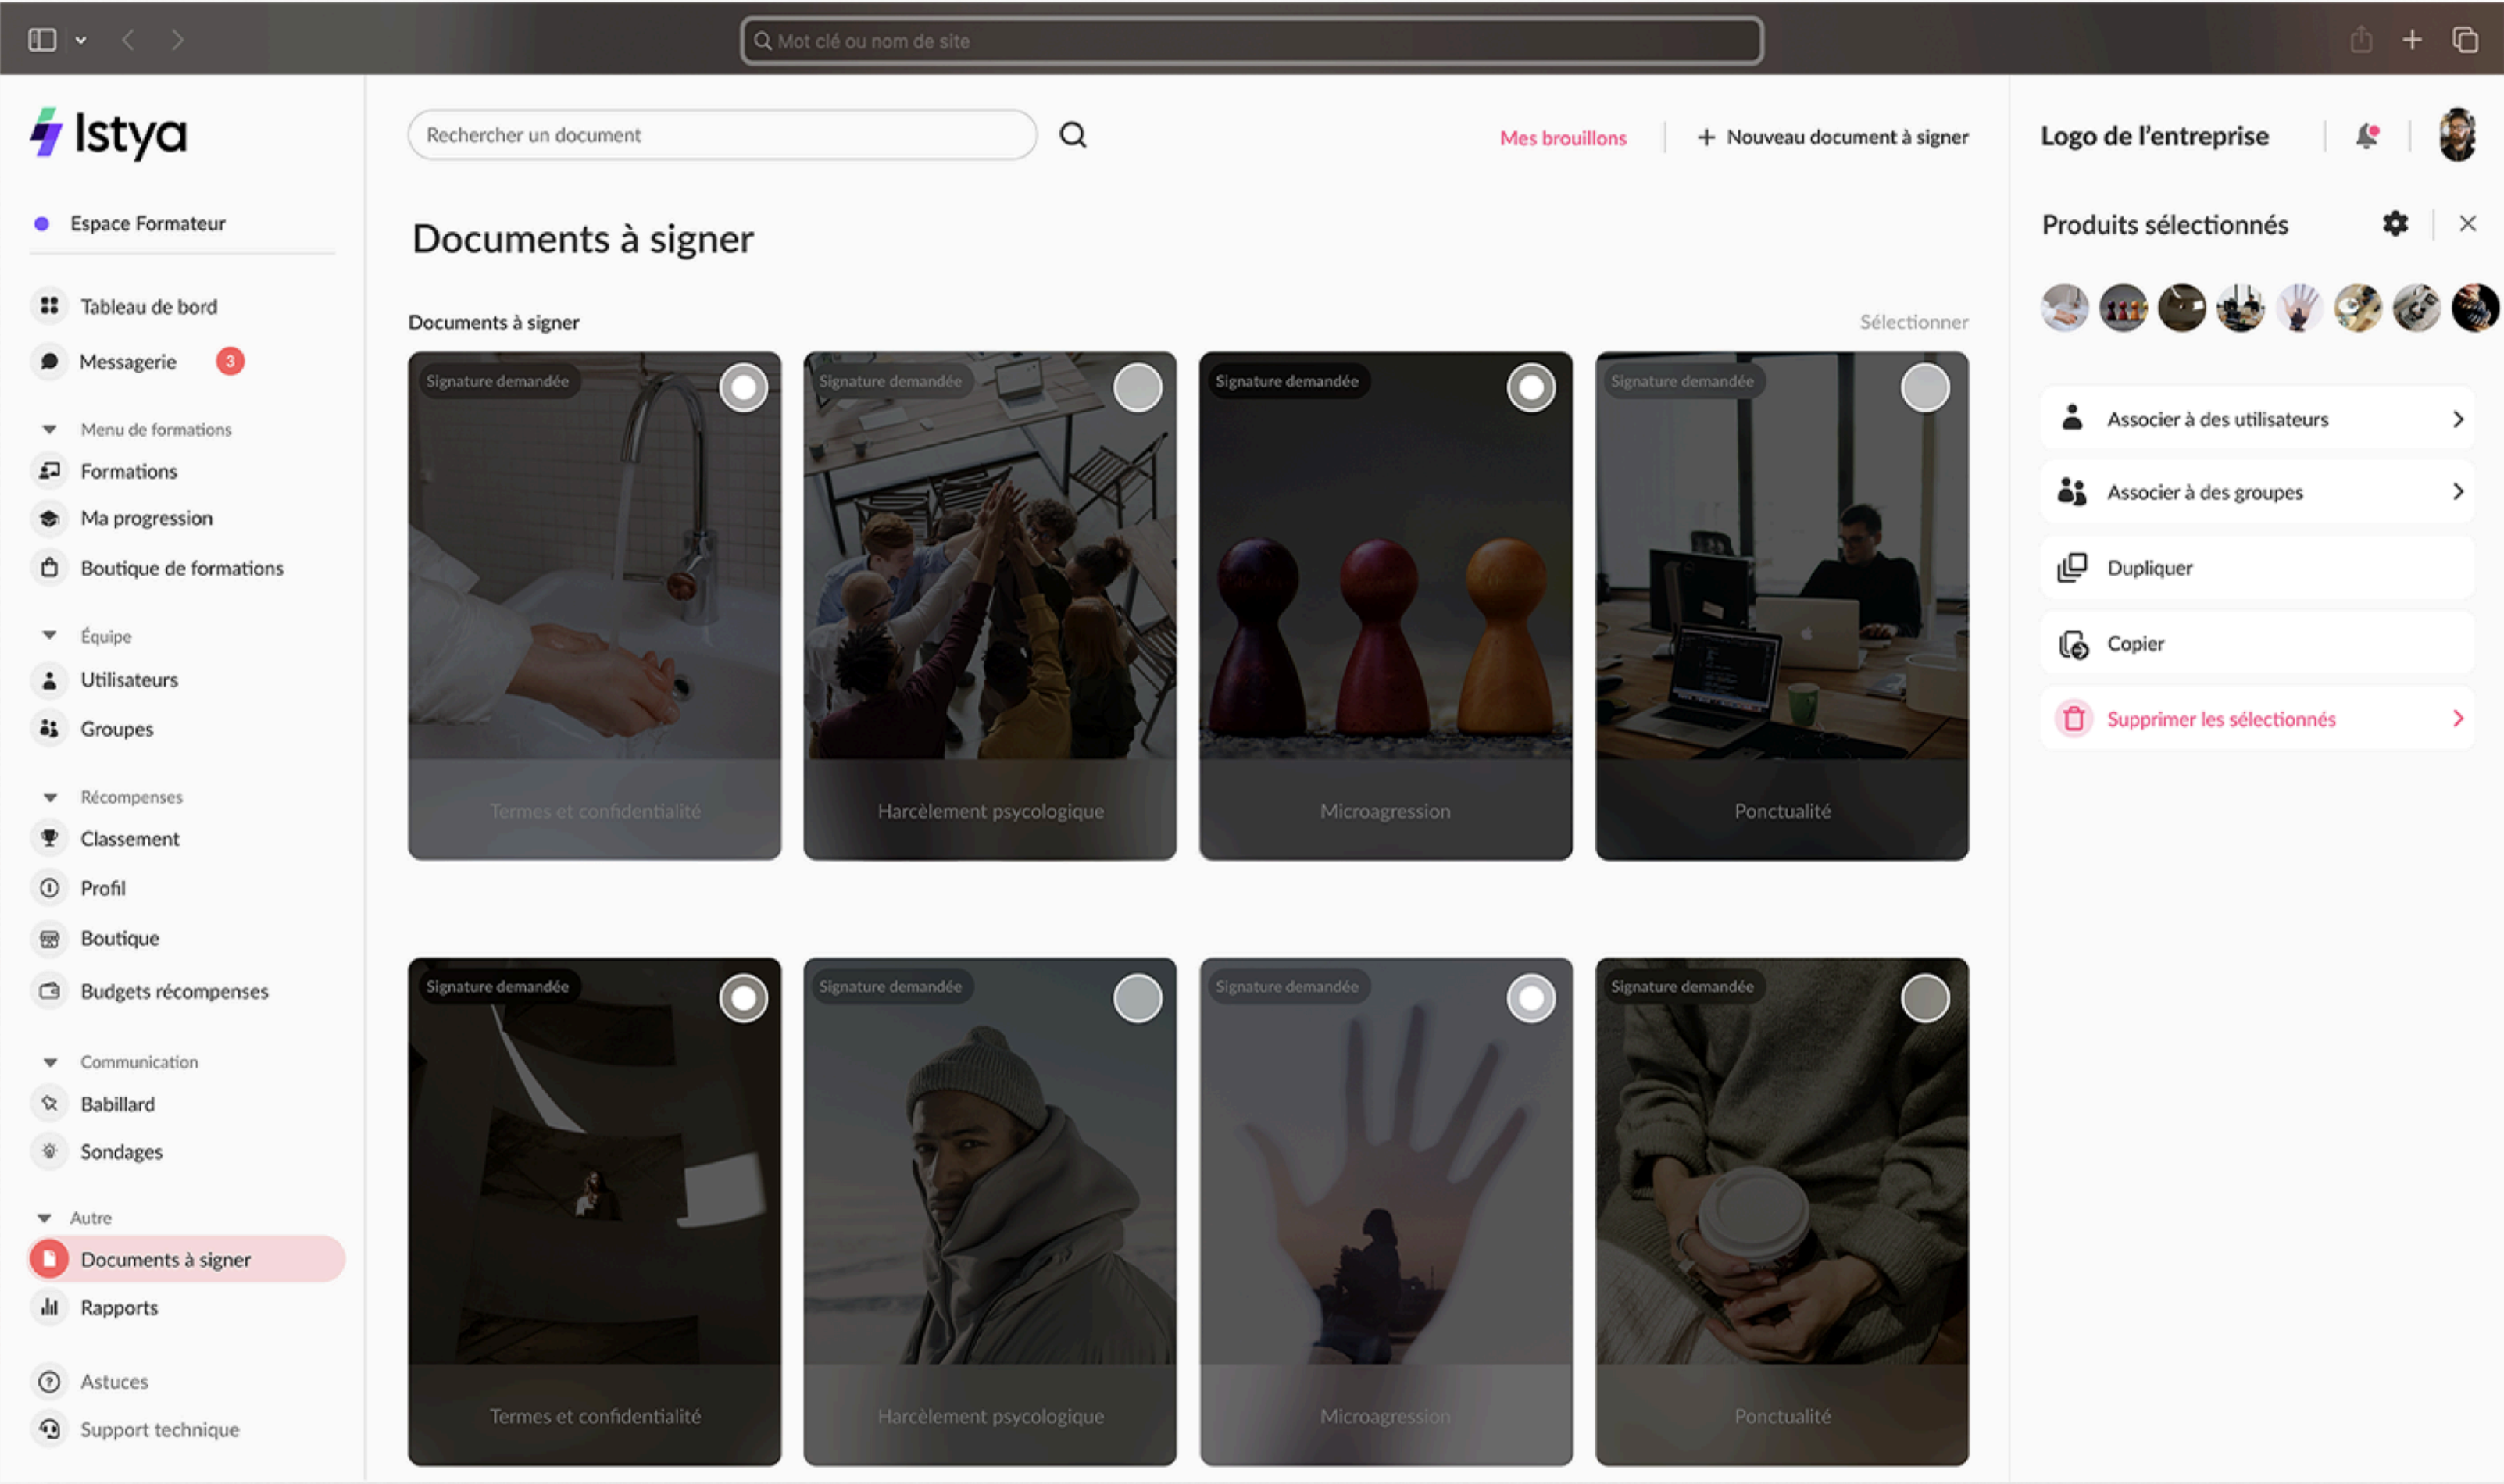 Mot clé ou nom de site
Istya
Rechercher un document
Mes brouillons
+ Nouveau document à signer
Logo de l'entreprise
Espace Formateur
Tableau de bord
Messagerie 3
Menu de formations
Formations
Ma progression
Boutique de formations
Équipe
Utilisateurs
Groupes
Récompenses
Classement
Profil
Boutique
Budgets récompenses
Communication
Babillard
Sondages
Autre
Documents à signer
Rapports
Astuces
Support technique
Documents à signer
Documents à signer
Sélectionner
Signature demandée
Signature demandée
Signature demandée
Signature demandée
Termes et confidentialité
Harcèlement psycologique
Microagression
Ponctualité
Signature demandée
Signature demandée
Signature demandée
Signature demandée
Termes et confidentialité
Harcèlement psycologique
Microagression
Ponctualité
Produits sélectionnés
Associer à des utilisateurs
Associer à des groupes
Dupliquer
Copier
Supprimer les sélectionnés